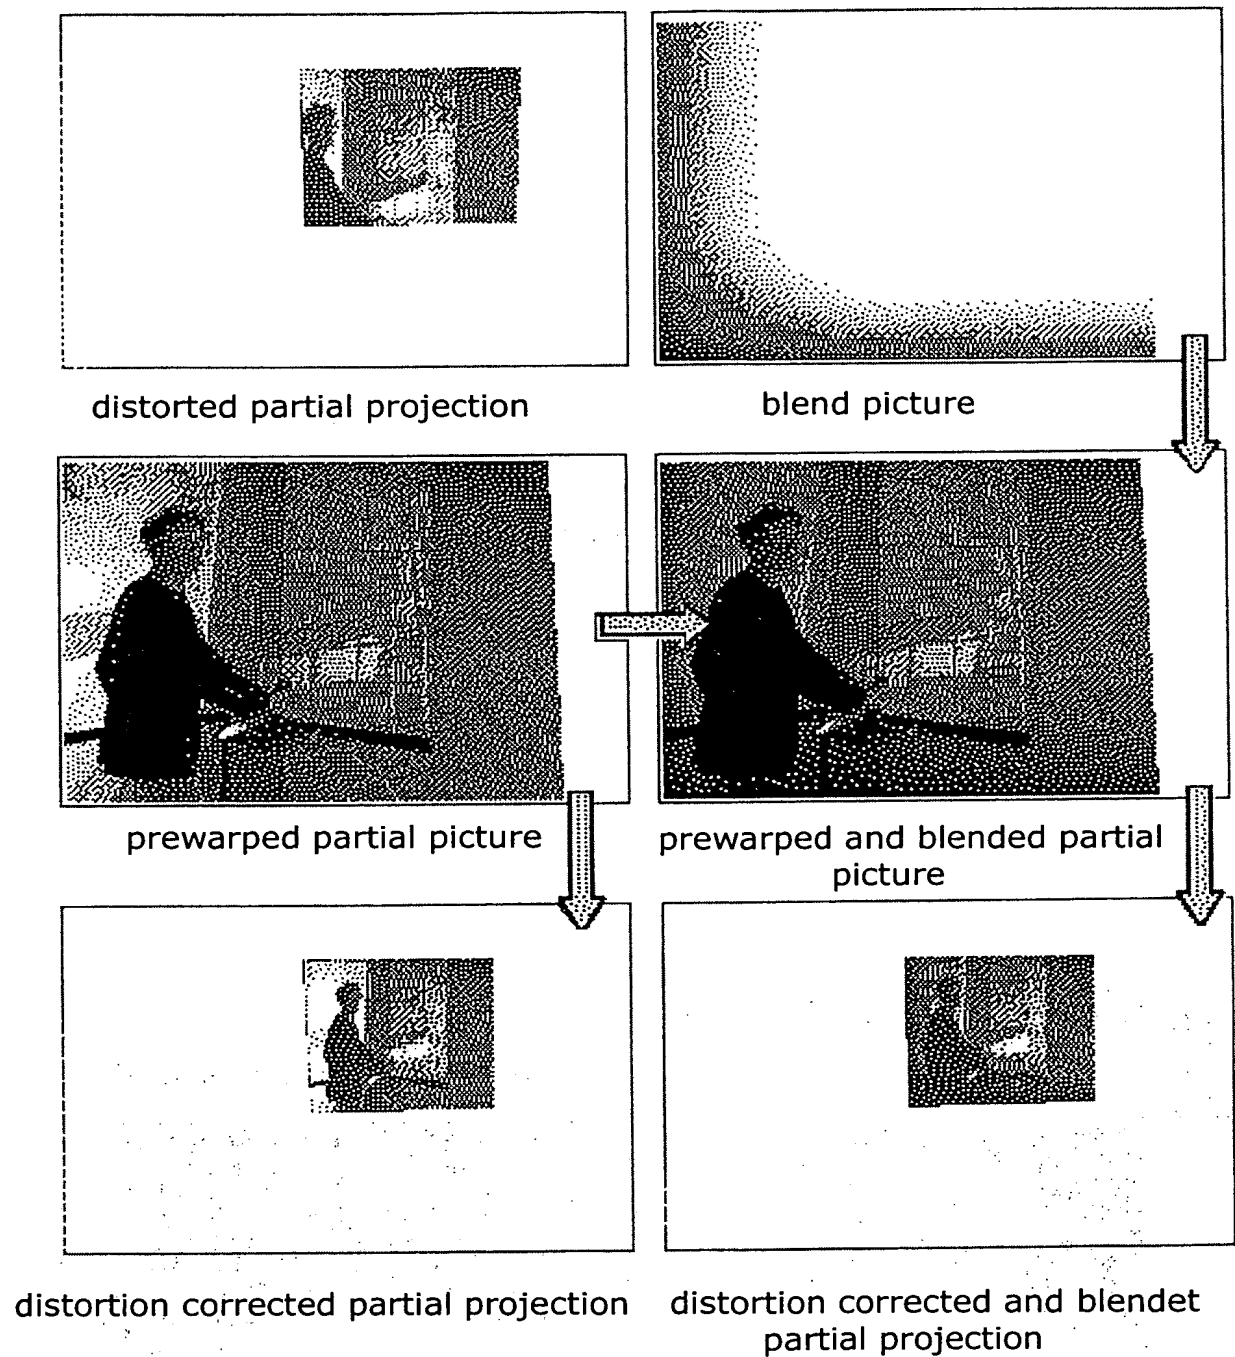 distorted partial projection
blend picture
prewarped partial picture
prewarped and blended partial
picture
distortion corrected partial projection
distortion corrected and blendet
partial projection